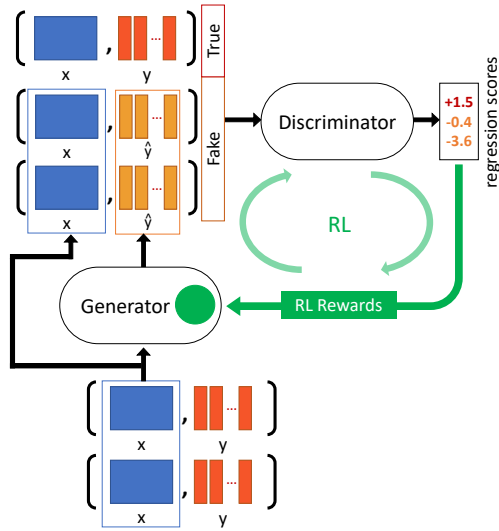 ( , ... )
x y
True
( , ... )
x ŷ
( , ... )
x ŷ
Fake
Discriminator
+1.5
-0.4
-3.6
regression scores
RL
Generator
RL Rewards
( , ... )
x y
( , ... )
x y